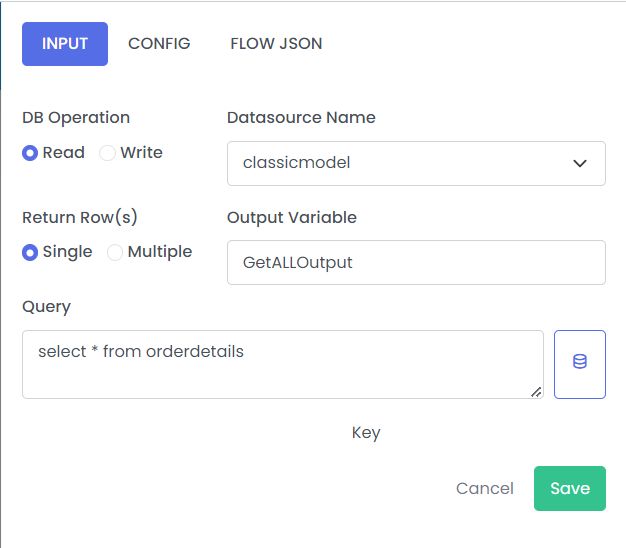 INPUT CONFIG FLOW JSON
DB Operation Datasource Name
Read Write classicmodel
Return Row(s) Output Variable
Single Multiple GetALLOutput
Query
select * from orderdetails
Key
Cancel Save